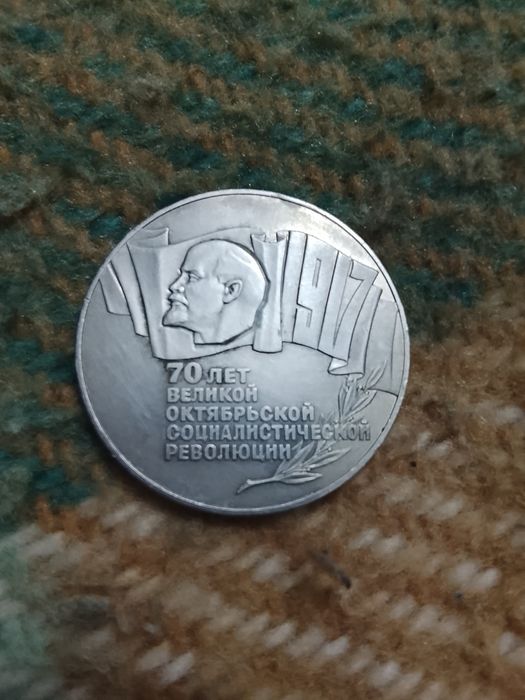 1917
70 ЛЕТ
ВЕЛИКОЙ
ОКТЯБРЬСКОЙ
СОЦИАЛИСТИЧЕСКОЙ
РЕВОЛЮЦИИ